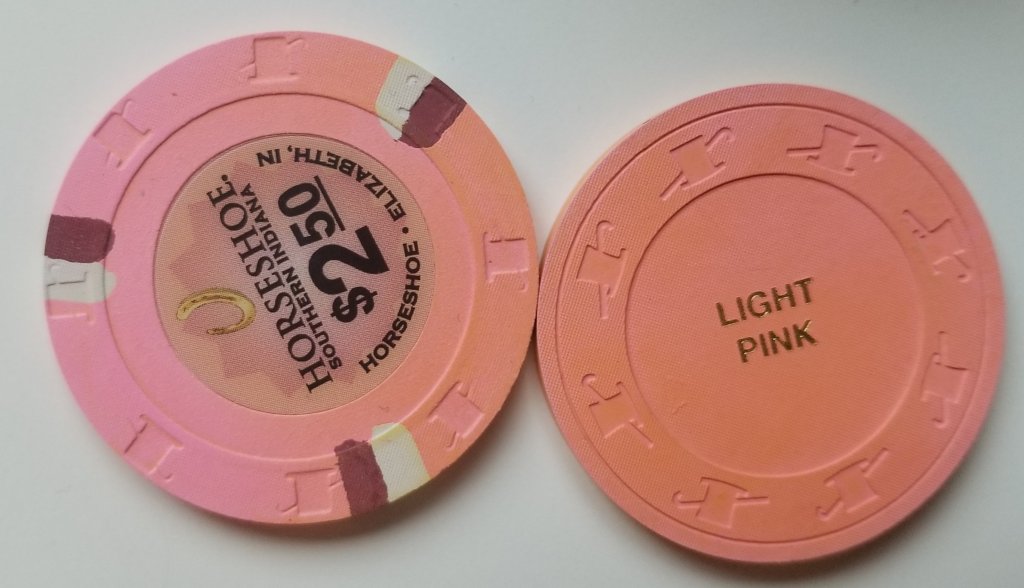 HORSESHOE.
SOUTHERN INDIANA
$2.50
HORSESHOE • ELIZABETH, IN
LIGHT
PINK